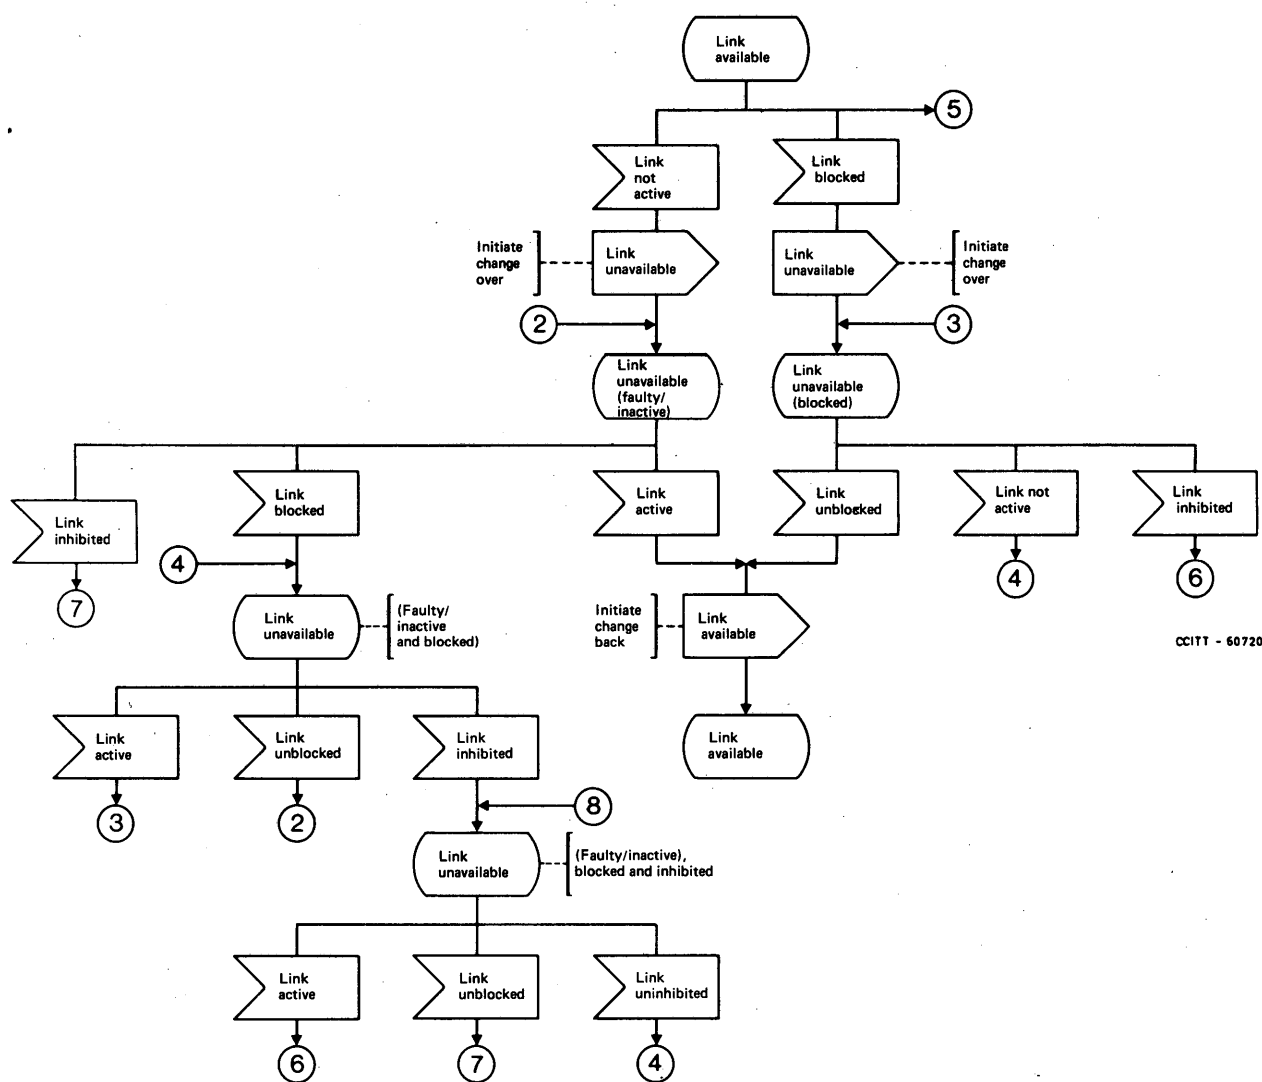 Link
available
5
Link
not
active
Link
blocked
Initiate
change
over
Link
unavailable
Link
unavailable
Initiate
change
over
2
3
Link
unavailable
(faulty/
inactive)
Link
unavailable
(blocked)
Link
inhibited
Link
blocked
Link
active
Link
unblocked
Link not
active
Link
inhibited
7
4
4
6
Link
unavailable
(Faulty/
inactive
and blocked)
Initiate
change
back
Link
available
CCITT - 60720
Link
active
Link
unblocked
Link
inhibited
Link
available
3
2
8
Link
unavailable
(Faulty/inactive),
blocked and inhibited
Link
active
Link
unblocked
Link
uninhibited
6
7
4